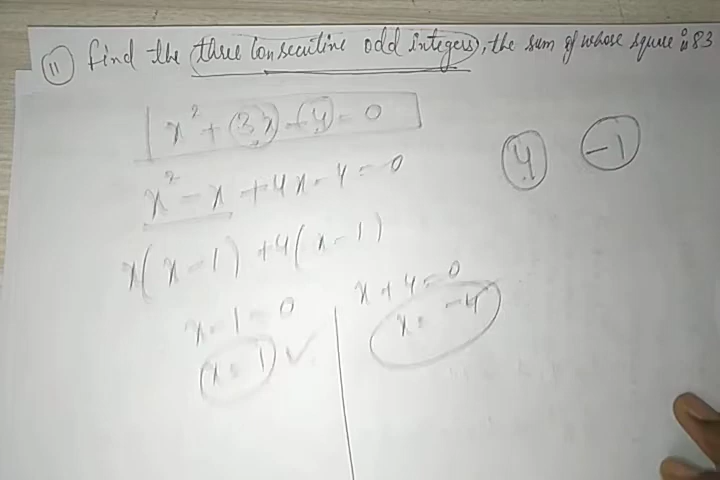 11 find the three Consecutine odd integers, the sum of whose square is 83
x² + 3x - 4 = 0
4 -1
x² - x + 4x - 4 = 0
x(x - 1) + 4(x - 1)
x - 1 = 0 x + 4 = 0
x = 1 ✓ x = -4